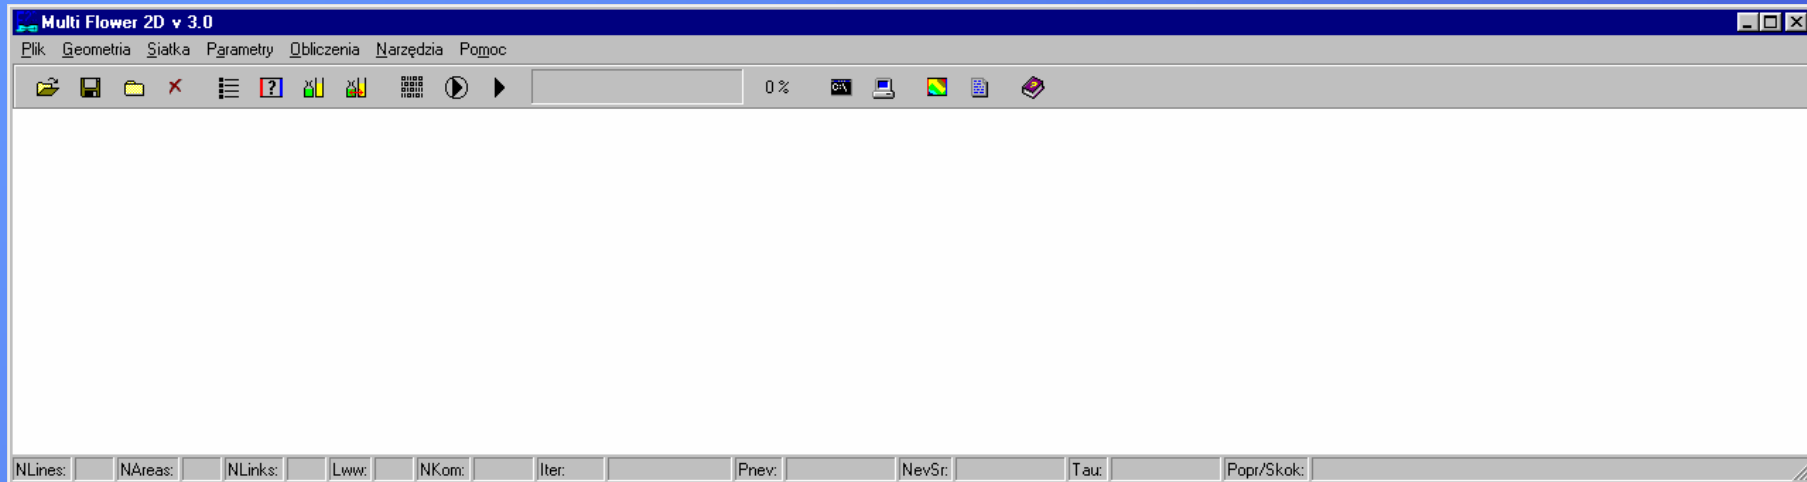 Multi Flower 2D v 3.0
Plik Geometria Siatka Parametry Obliczenia Narzędzia Pomoc
? 0 % C:\
NLines: NAreas: NLinks: Lww: NKom: Iter: Pnev: NevSr: Tau: Popr/Skok: